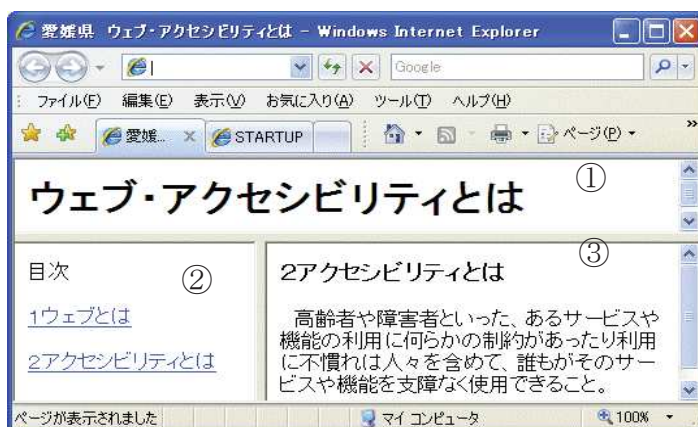 愛媛県 ウェブ・アクセシビリティとは - Windows Internet Explorer
Google
ファイル(F) 編集(E) 表示(V) お気に入り(A) ツール(T) ヘルプ(H)
愛媛... × STARTUP ページ(P)
ウェブ・アクセシビリティとは ①
目次 ②
1ウェブとは
2アクセシビリティとは
2アクセシビリティとは ③
高齢者や障害者といった、あるサービスや
機能の利用に何らかの制約があったり利用
に不慣れは人々を含めて、誰もがそのサー
ビスや機能を支障なく使用できること。
ページが表示されました マイ コンピュータ 100%